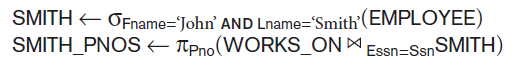 SMITH ← σFname=‘John’ AND Lname=‘Smith’(EMPLOYEE)
SMITH_PNOS ← πPno(WORKS_ON ⋈ Essn=SsnSMITH)